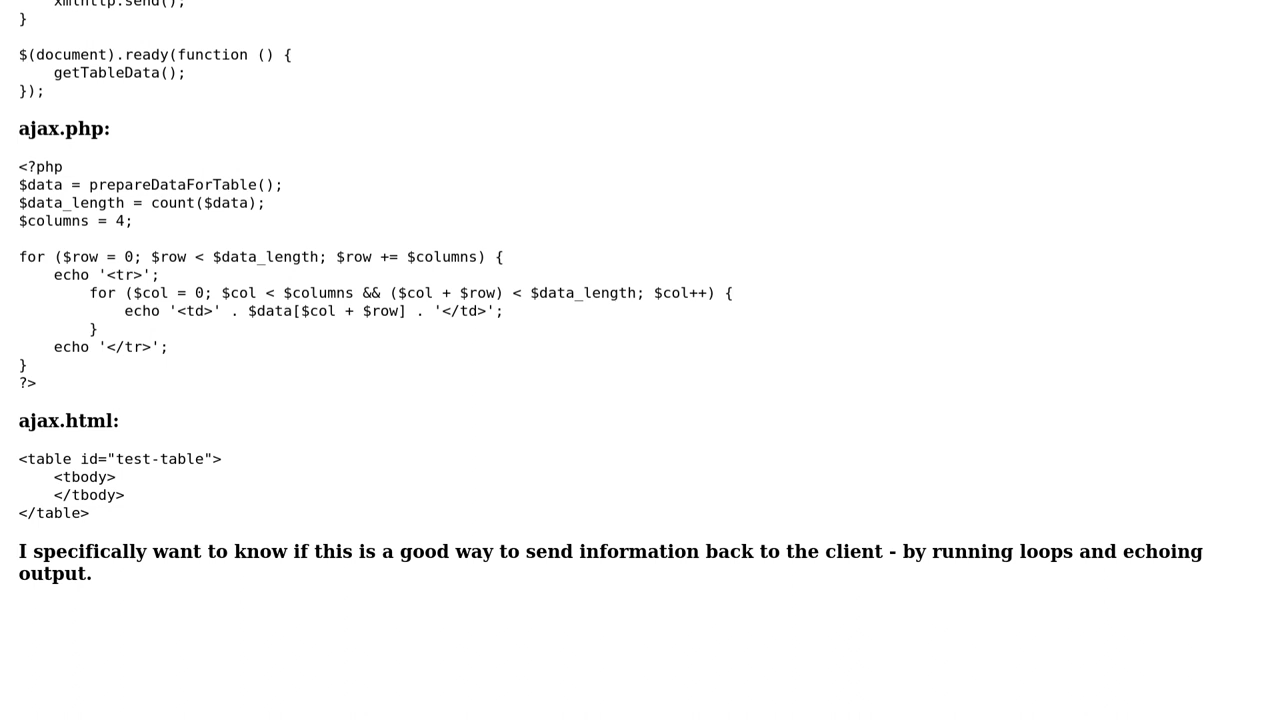 xmlhttp.send();
}

$(document).ready(function () {
    getTableData();
});
ajax.php:
<?php
$data = prepareDataForTable();
$data_length = count($data);
$columns = 4;

for ($row = 0; $row < $data_length; $row += $columns) {
    echo '<tr>';
        for ($col = 0; $col < $columns && ($col + $row) < $data_length; $col++) {
            echo '<td>' . $data[$col + $row] . '</td>';
        }
    echo '</tr>';
}
?>
ajax.html:
<table id="test-table">
    <tbody>
    </tbody>
</table>
I specifically want to know if this is a good way to send information back to the client - by running loops and echoing
output.